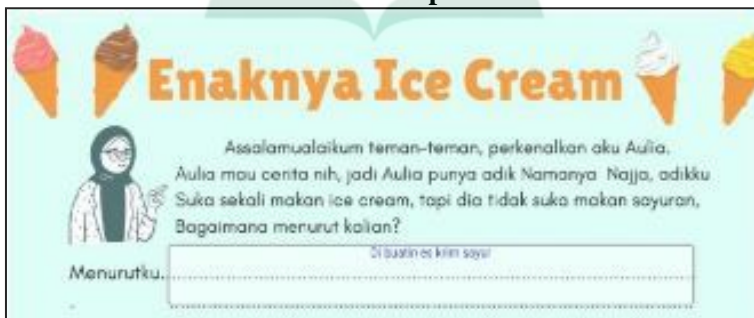 Enaknya Ice Cream
Assalamualaikum teman-teman, perkenalkan aku Aulia.
Aulia mau cerita nih, jadi Aulia punya adik Namanya Najja, adikku
Suka sekali makan ice cream, tapi dia tidak suka makan sayuran,
Bagaimana menurut kalian?
Di buatin es krim sayur
Menurutku.